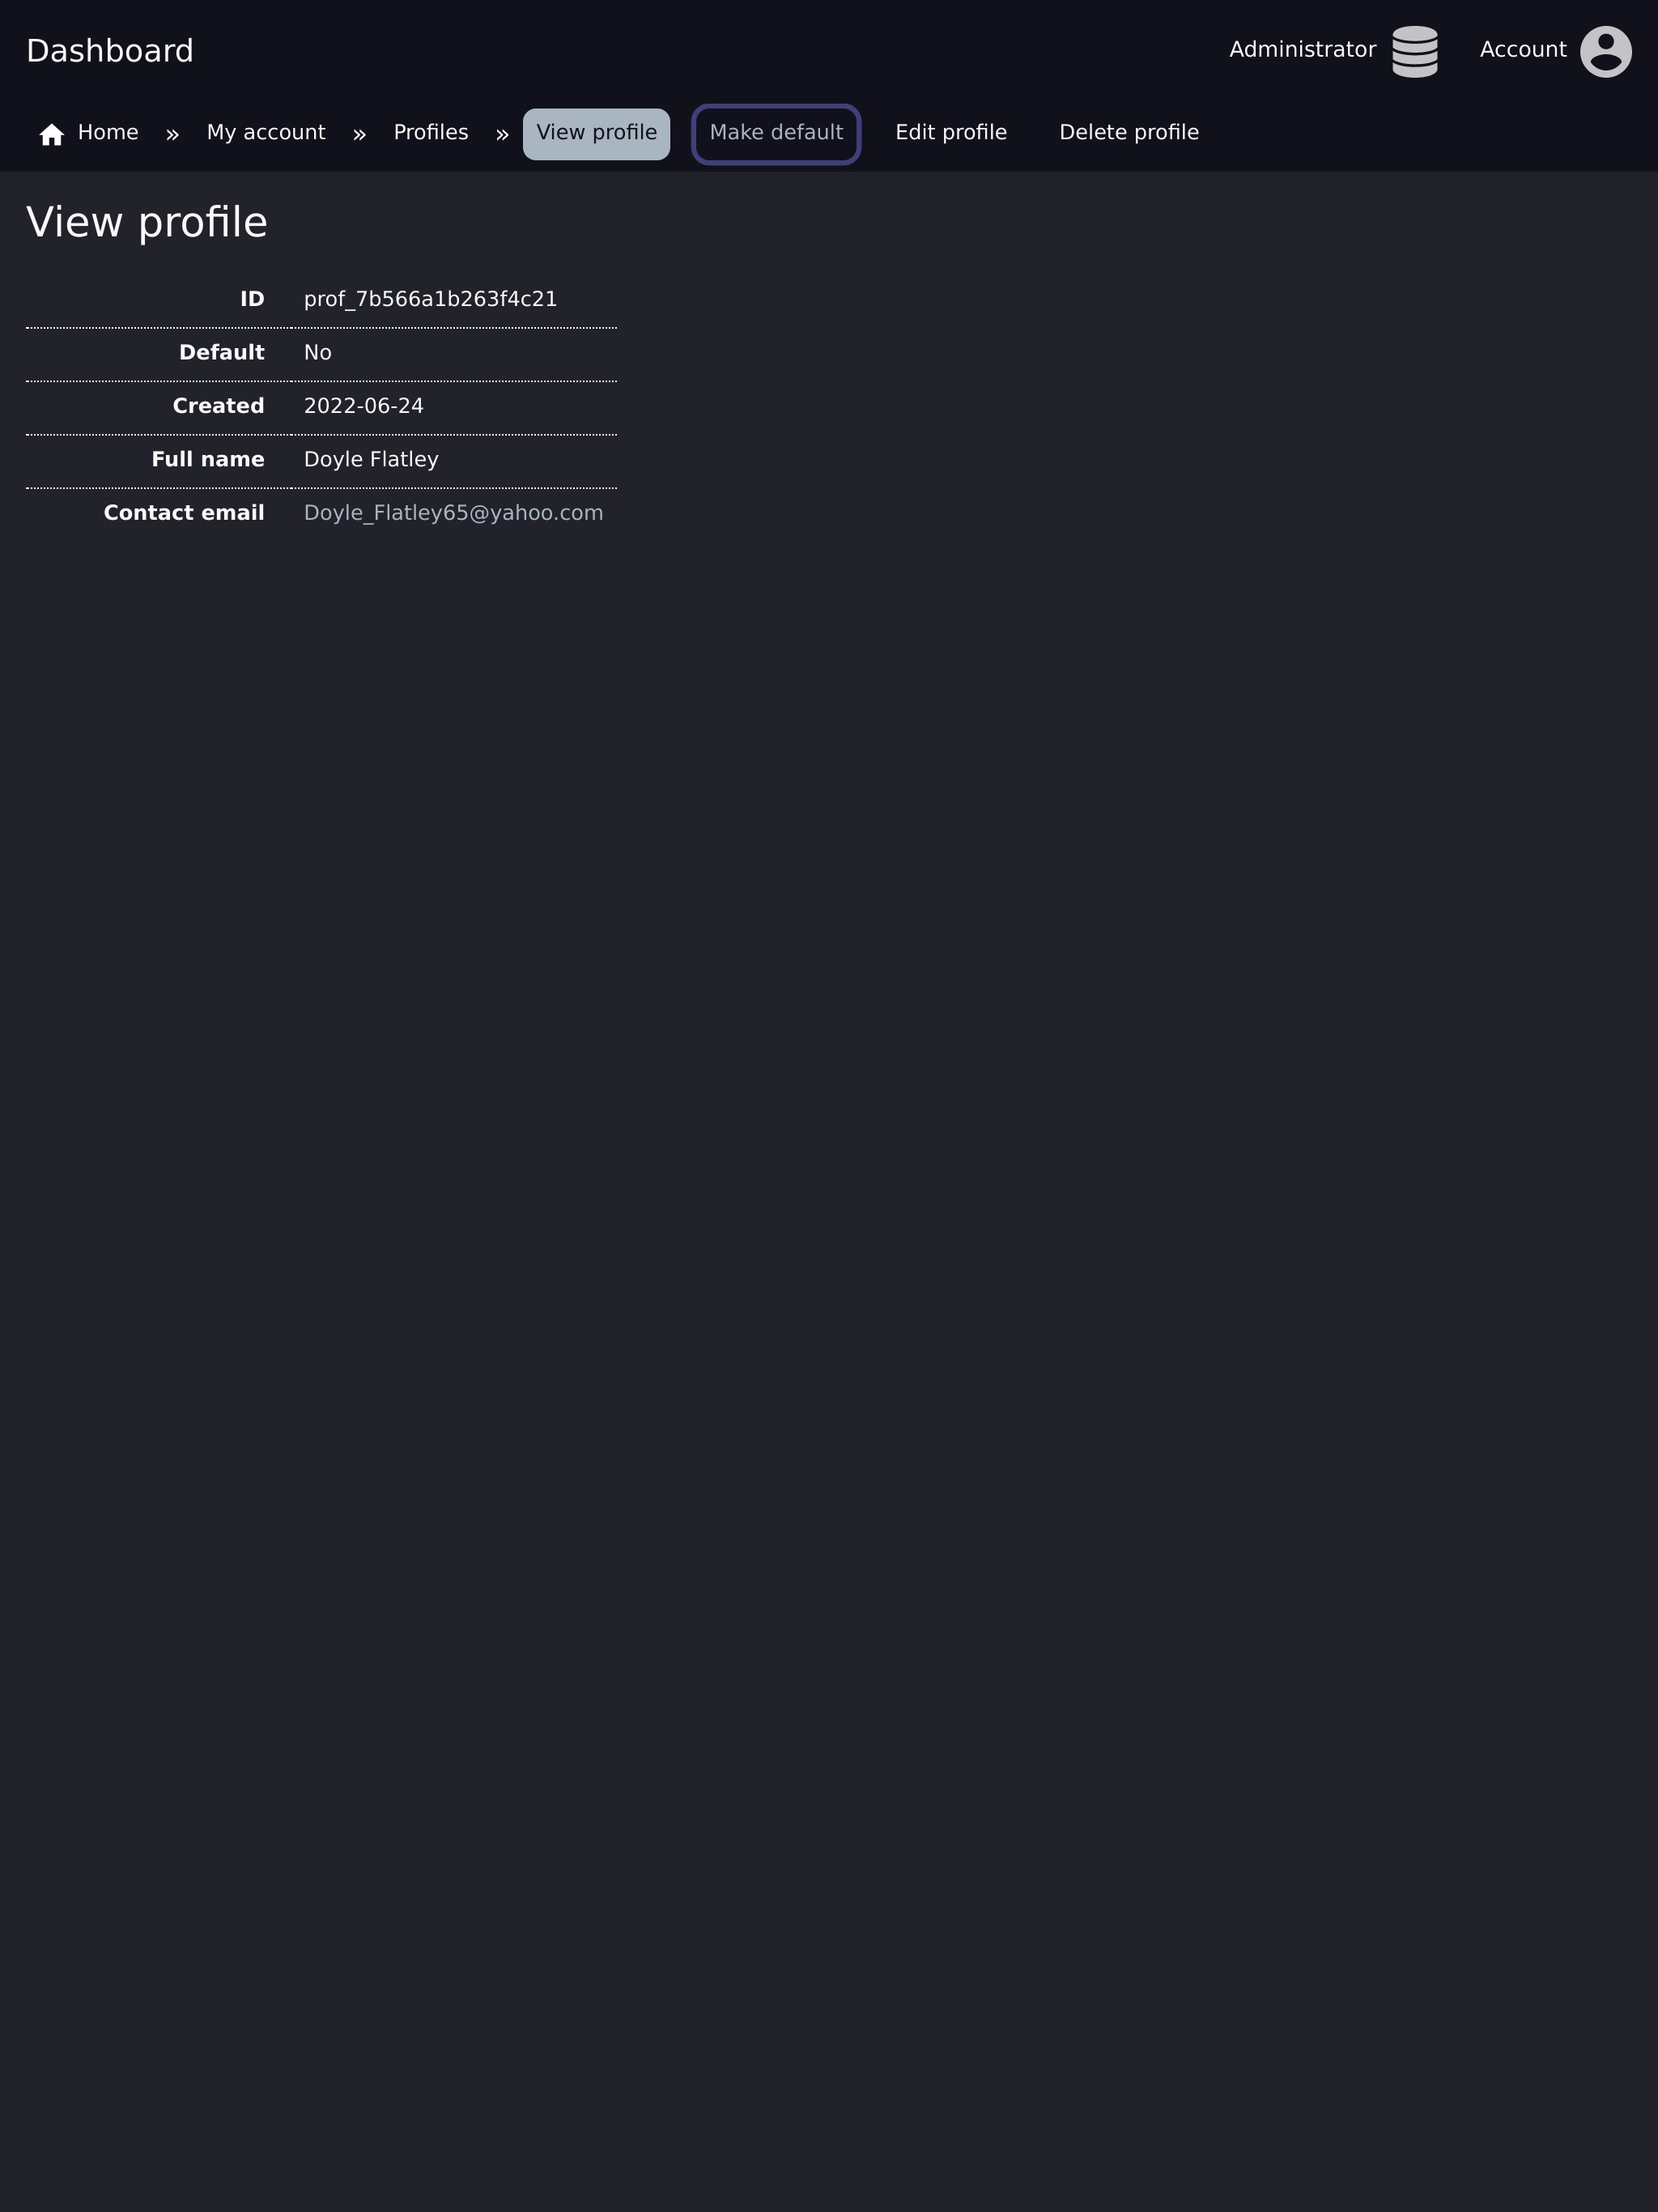 Dashboard Administrator Account
Home » My account » Profiles » View profile Make default Edit profile Delete profile
View profile
ID prof_7b566a1b263f4c21
Default No
Created 2022-06-24
Full name Doyle Flatley
Contact email Doyle_Flatley65@yahoo.com